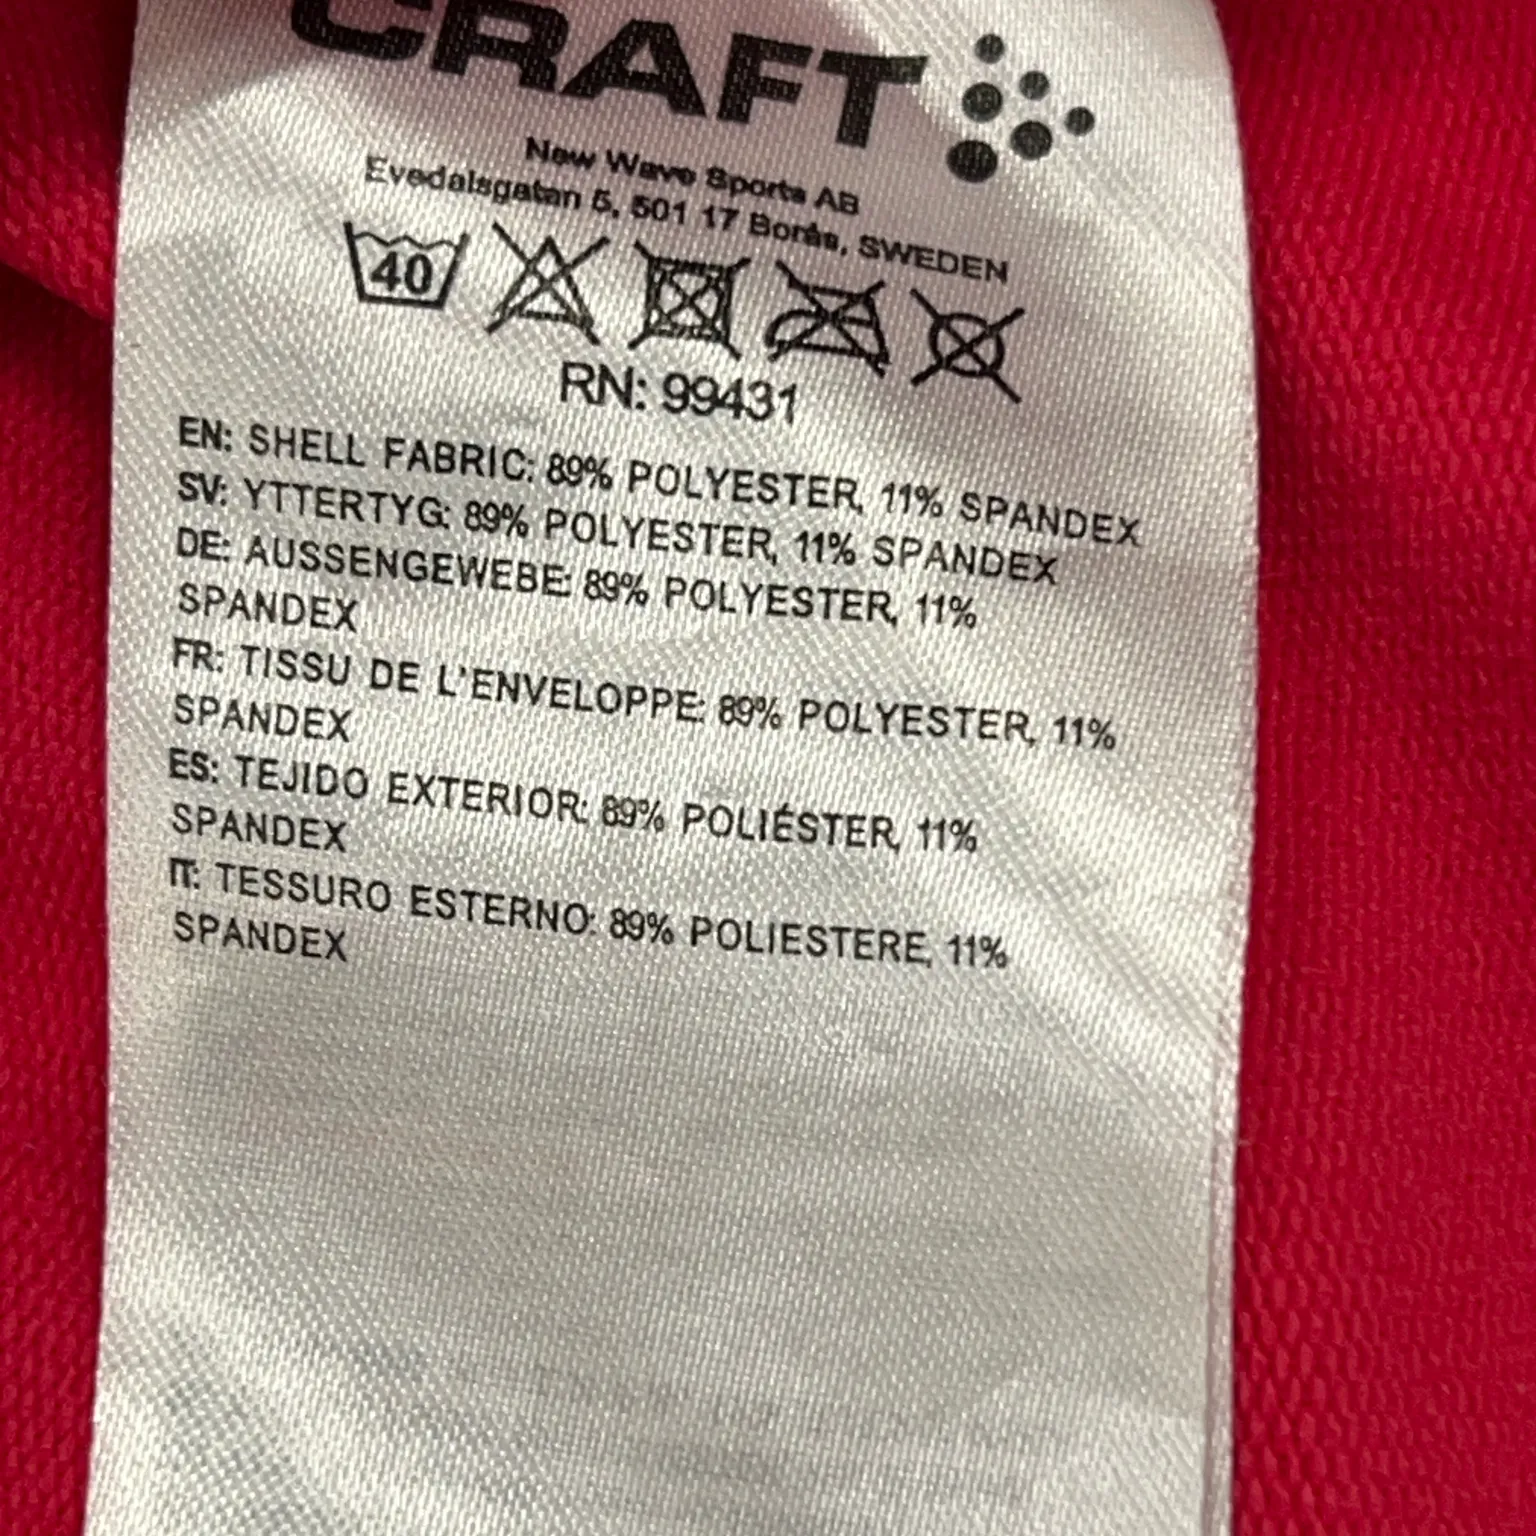 CRAFT
New Wave Sports AB
Evedalsgatan 5, 501 17 Borås, SWEDEN
40
RN: 99431
EN: SHELL FABRIC: 89% POLYESTER, 11% SPANDEX
SV: YTTERTYG: 89% POLYESTER, 11% SPANDEX
DE: AUSSENGEWEBE: 89% POLYESTER, 11%
SPANDEX
FR: TISSU DE L'ENVELOPPE: 89% POLYESTER, 11%
SPANDEX
ES: TEJIDO EXTERIOR: 89% POLIÉSTER, 11%
SPANDEX
IT: TESSURO ESTERNO: 89% POLIESTERE, 11%
SPANDEX